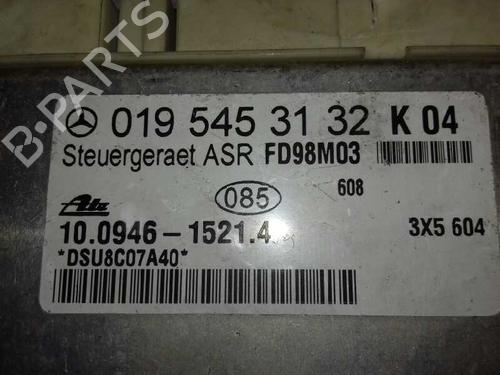 019 545 31 32 K 04
Steuergeraet ASR FD98M03
085 608
Ate
10.0946-1521.4 3X5 604
*DSU8C07A40*
B-PARTS